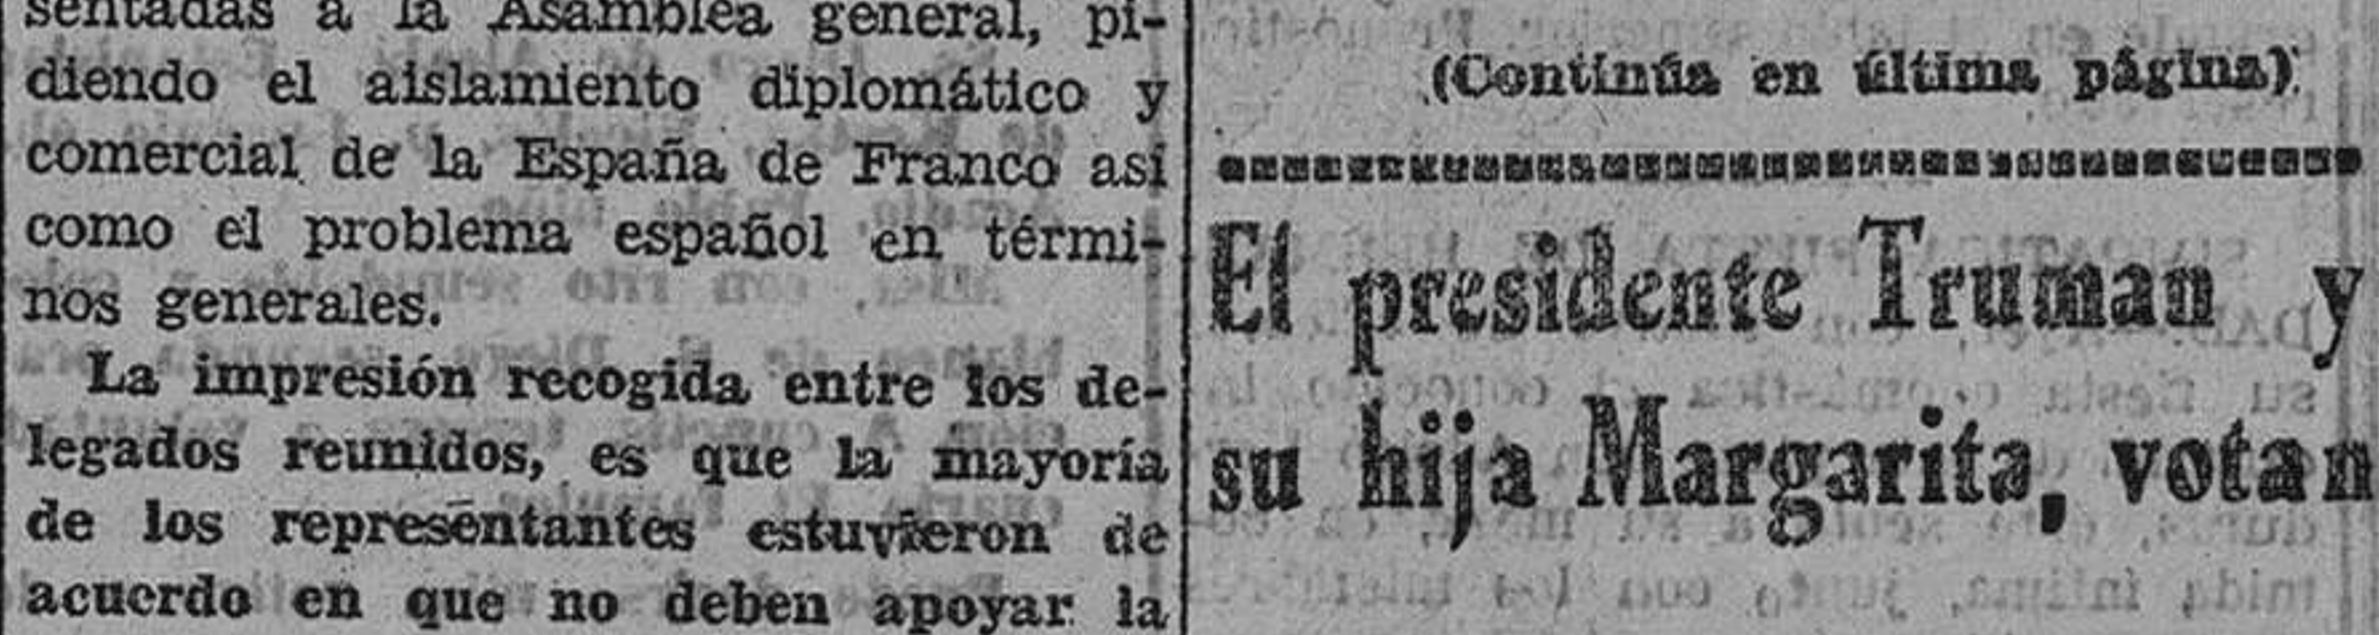 sentadas a la Asamblea general, pi-
diendo el aislamiento diplomático y
comercial de la España de Franco así
como el problema español en térmi-
nos generales.
La impresión recogida entre los de-
legados reunidos, es que la mayoría
de los representantes estuvieron de
acuerdo en que no deben apoyar la
(Continúa en última página)
El presidente Truman y
su hija Margarita, votan